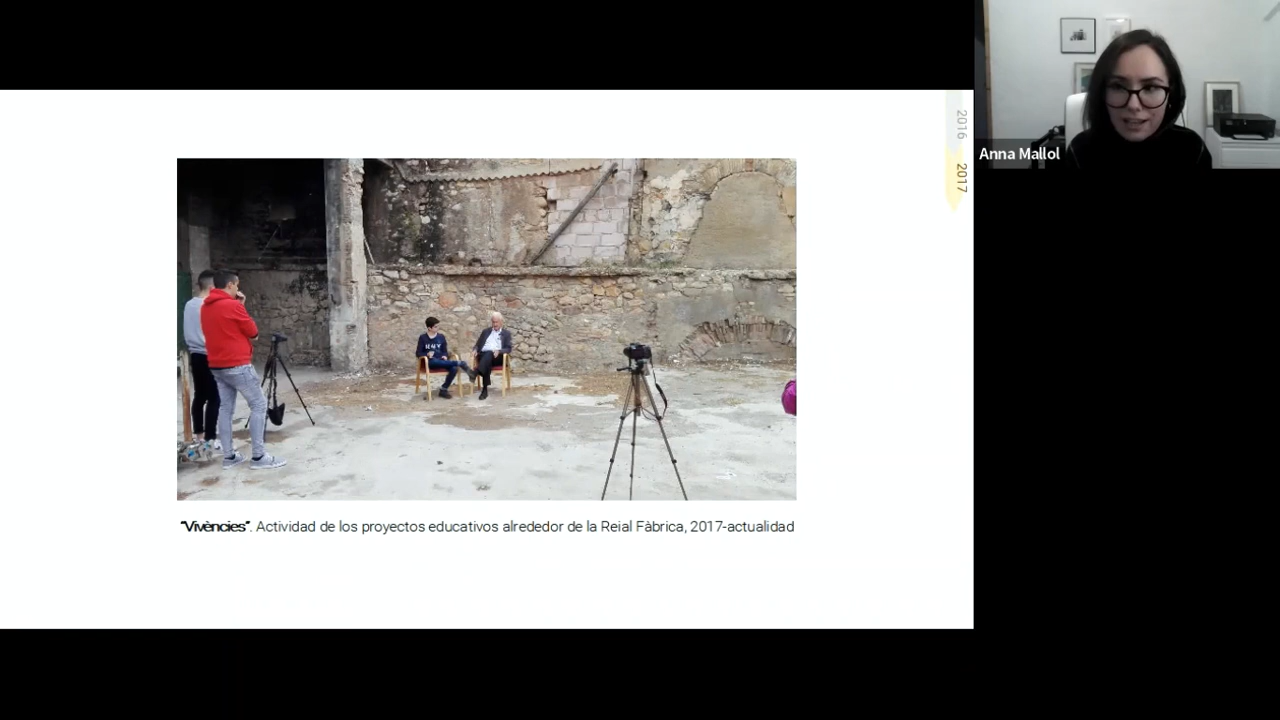 2016
2017
Anna Mallol
"Vivències". Actividad de los proyectos educativos alrededor de la Reial Fàbrica, 2017-actualidad